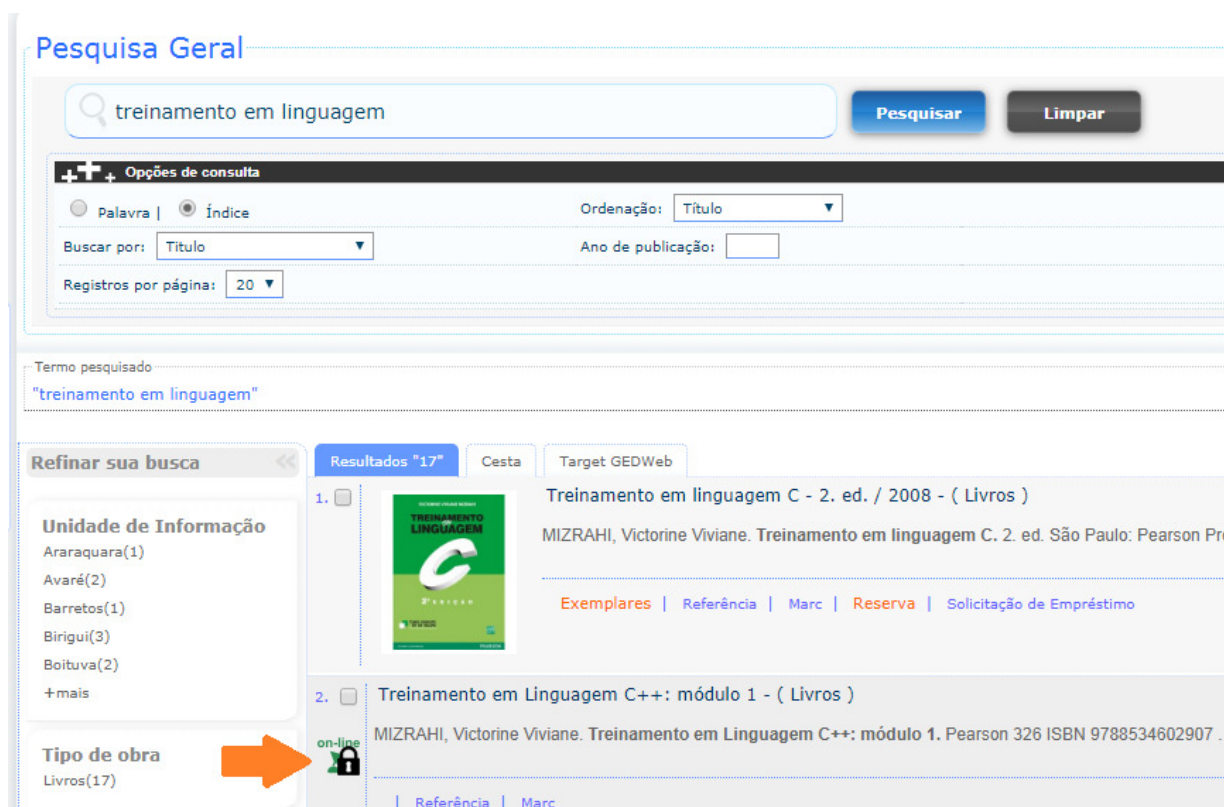 Pesquisa Geral
treinamento em linguagem
Pesquisar
Limpar
Opções de consulta
Palavra | Índice
Ordenação: Título
Buscar por: Titulo
Ano de publicação:
Registros por página: 20
Termo pesquisado
"treinamento em linguagem"
Refinar sua busca
Unidade de Informação
Araraquara(1)
Avaré(2)
Barretos(1)
Birigui(3)
Boituva(2)
+mais
Tipo de obra
Livros(17)
Resultados "17"
Cesta
Target GEDWeb
1.
TREINAMENTO
LINGUAGEM
C
PEARSON
Treinamento em linguagem C - 2. ed. / 2008 - ( Livros )
MIZRAHI, Victorine Viviane. Treinamento em linguagem C. 2. ed. São Paulo: Pearson Pre
Exemplares | Referência | Marc | Reserva | Solicitação de Empréstimo
2.
Treinamento em Linguagem C++: módulo 1 - ( Livros )
on-line
MIZRAHI, Victorine Viviane. Treinamento em Linguagem C++: módulo 1. Pearson 326 ISBN 9788534602907 .
| Referência | Marc